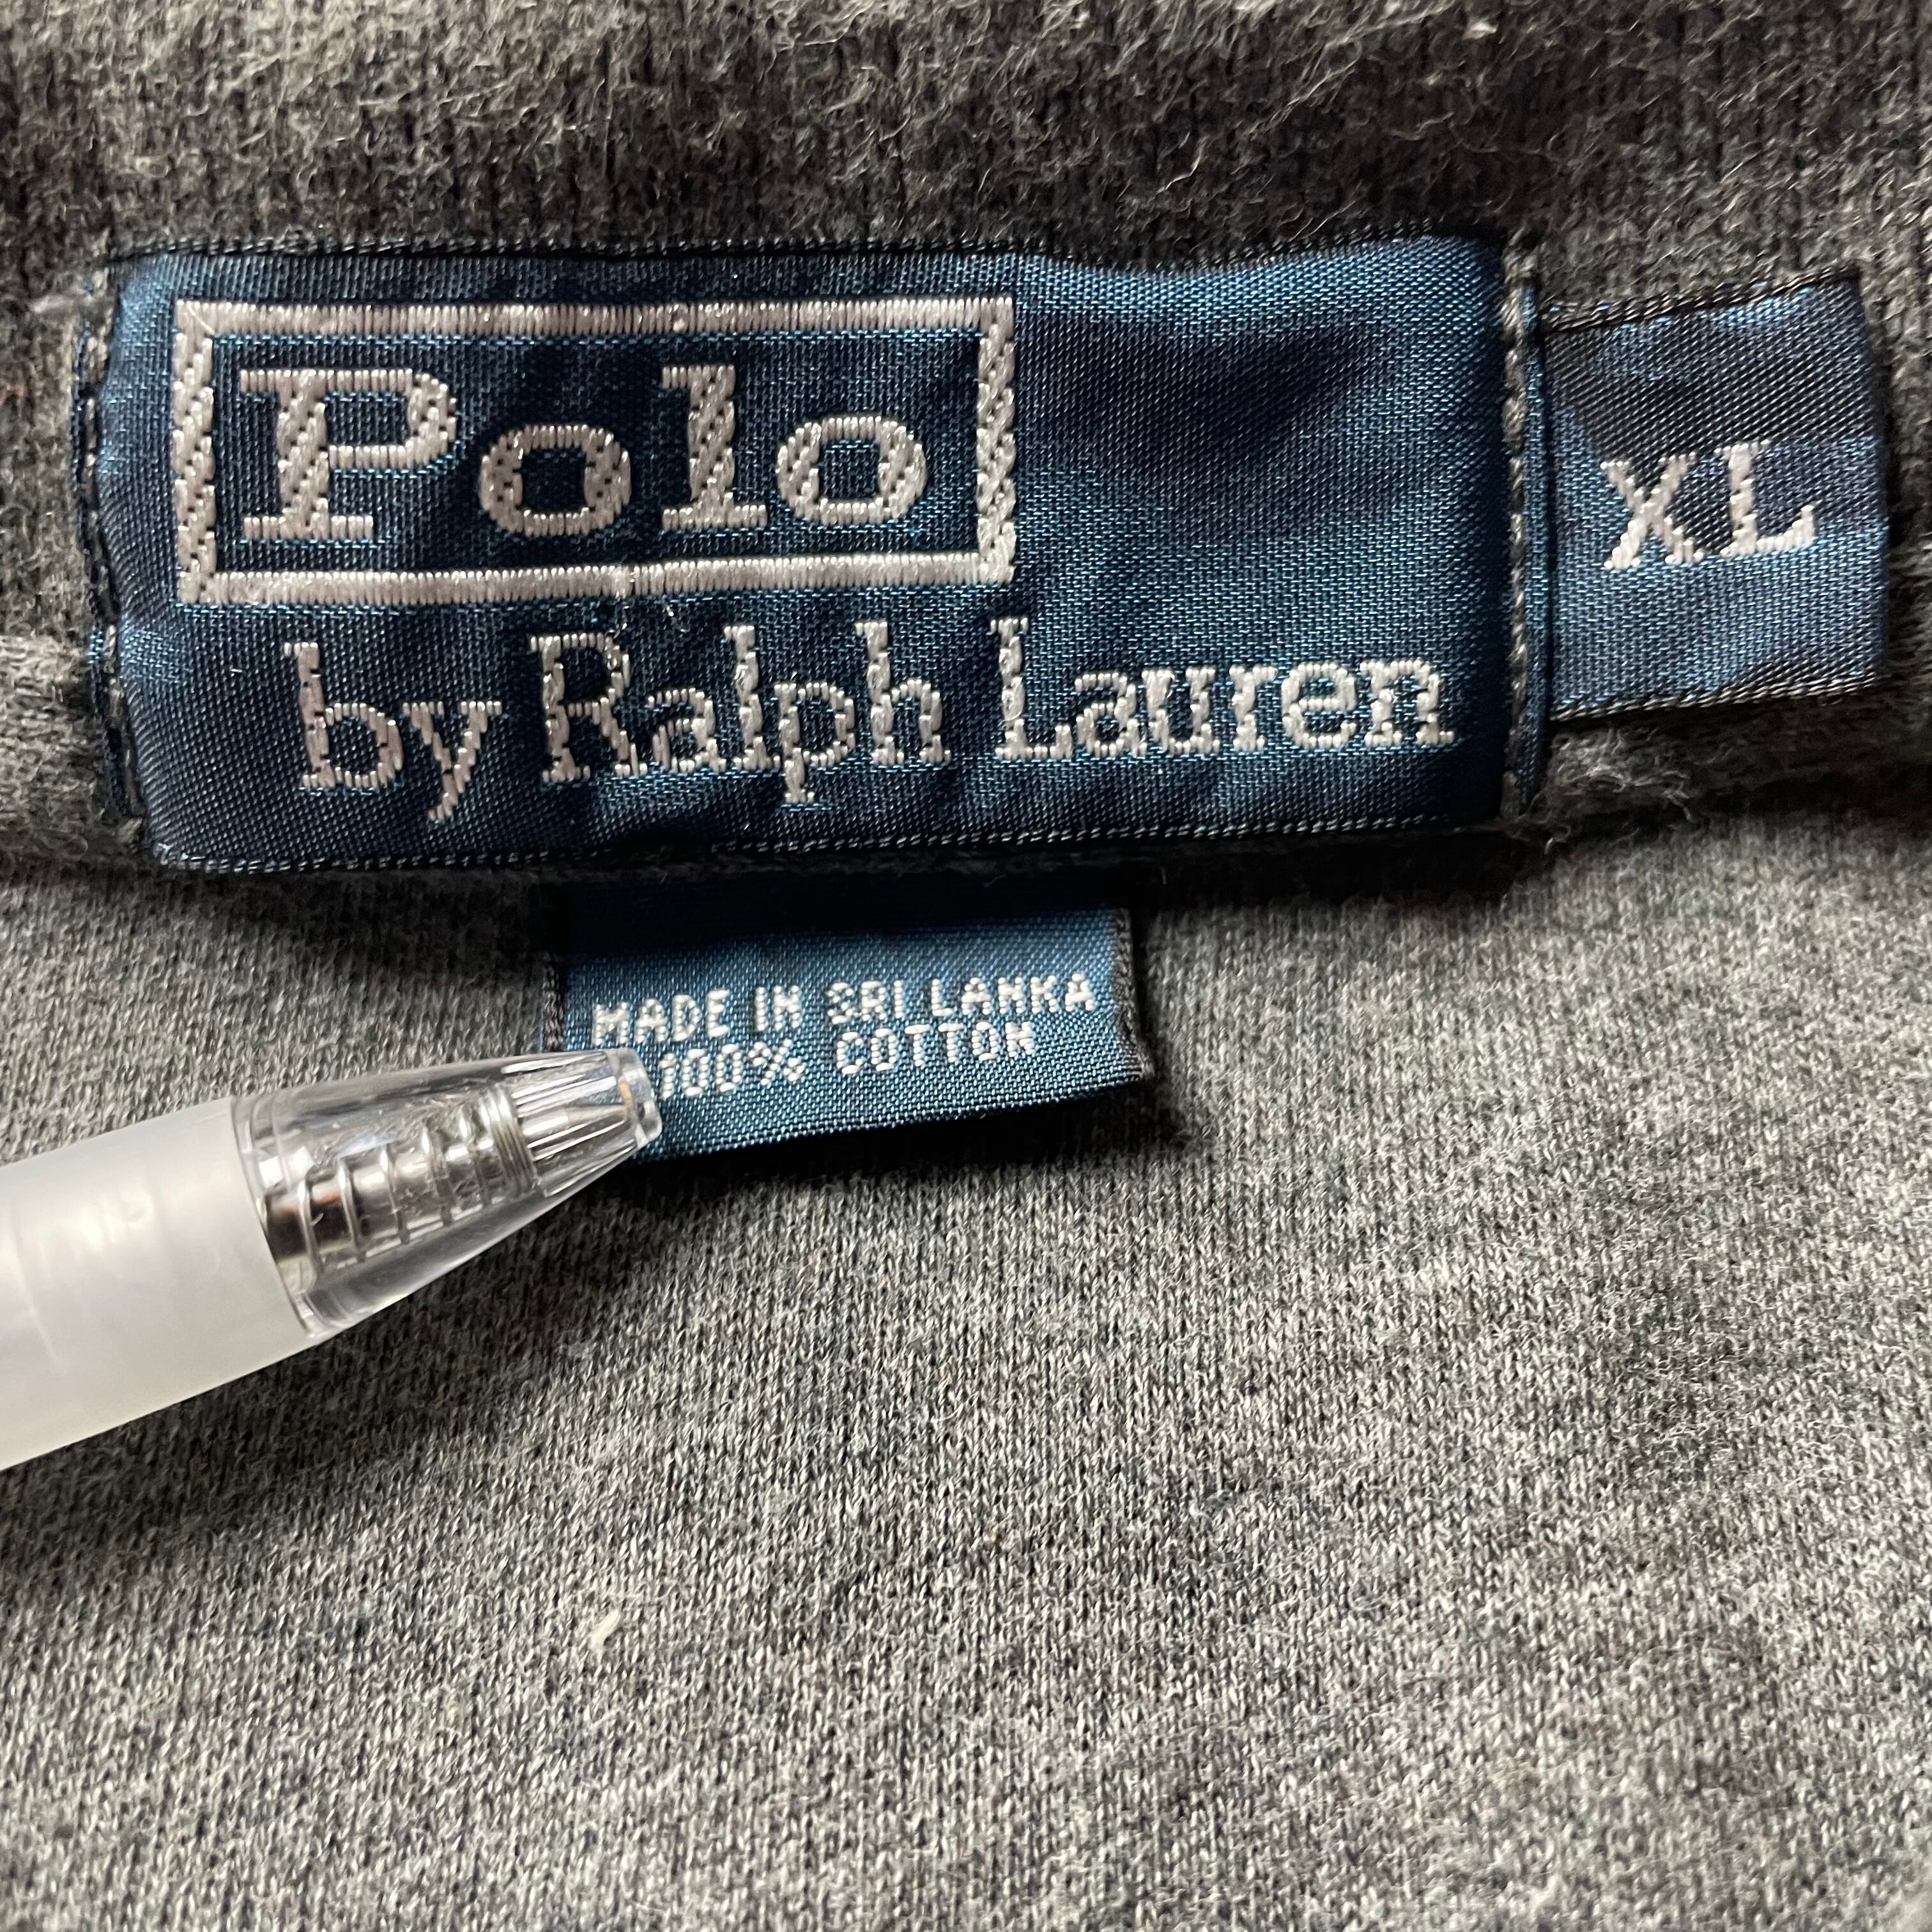 Polo
by Ralph Lauren
XL
MADE IN SRI LANKA
100% COTTON